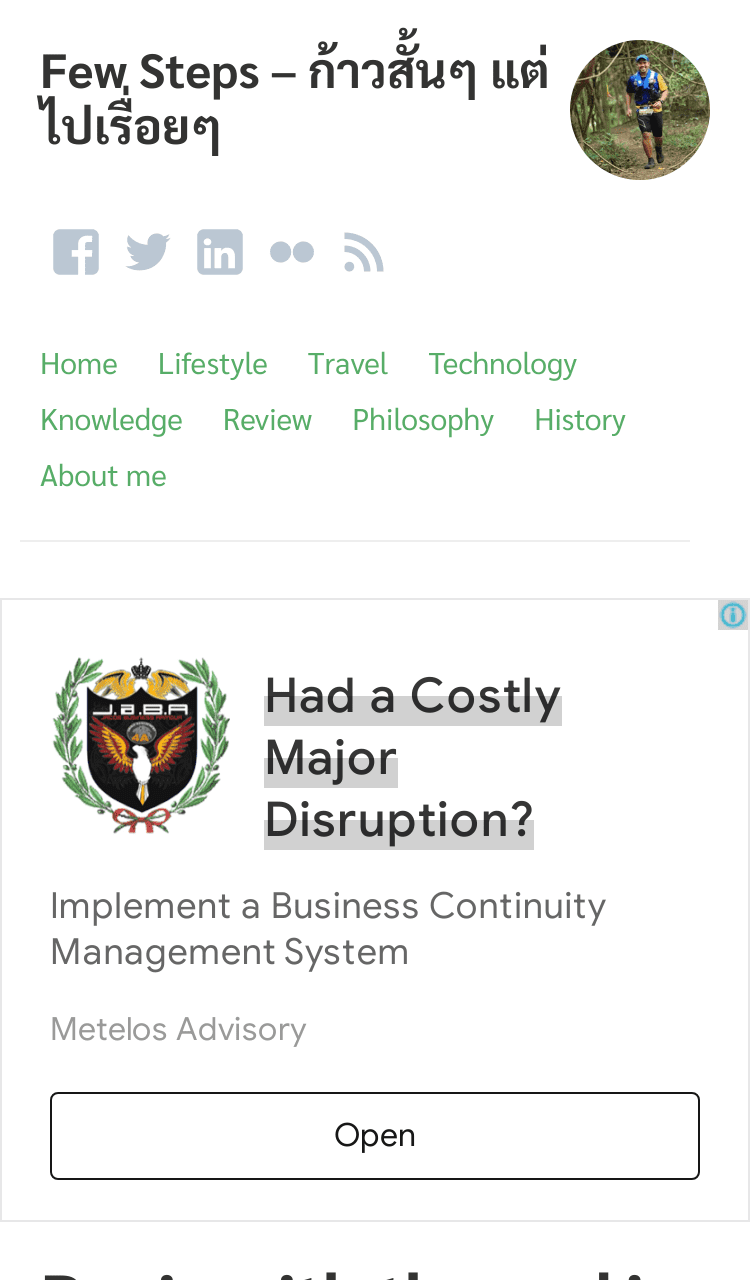 Few Steps – ก้าวสั้นๆ แต่
ไปเรื่อยๆ
Home Lifestyle Travel Technology
Knowledge Review Philosophy History
About me
J.a.B.A
Had a Costly
Major
Disruption?
Implement a Business Continuity
Management System
Metelos Advisory
Open